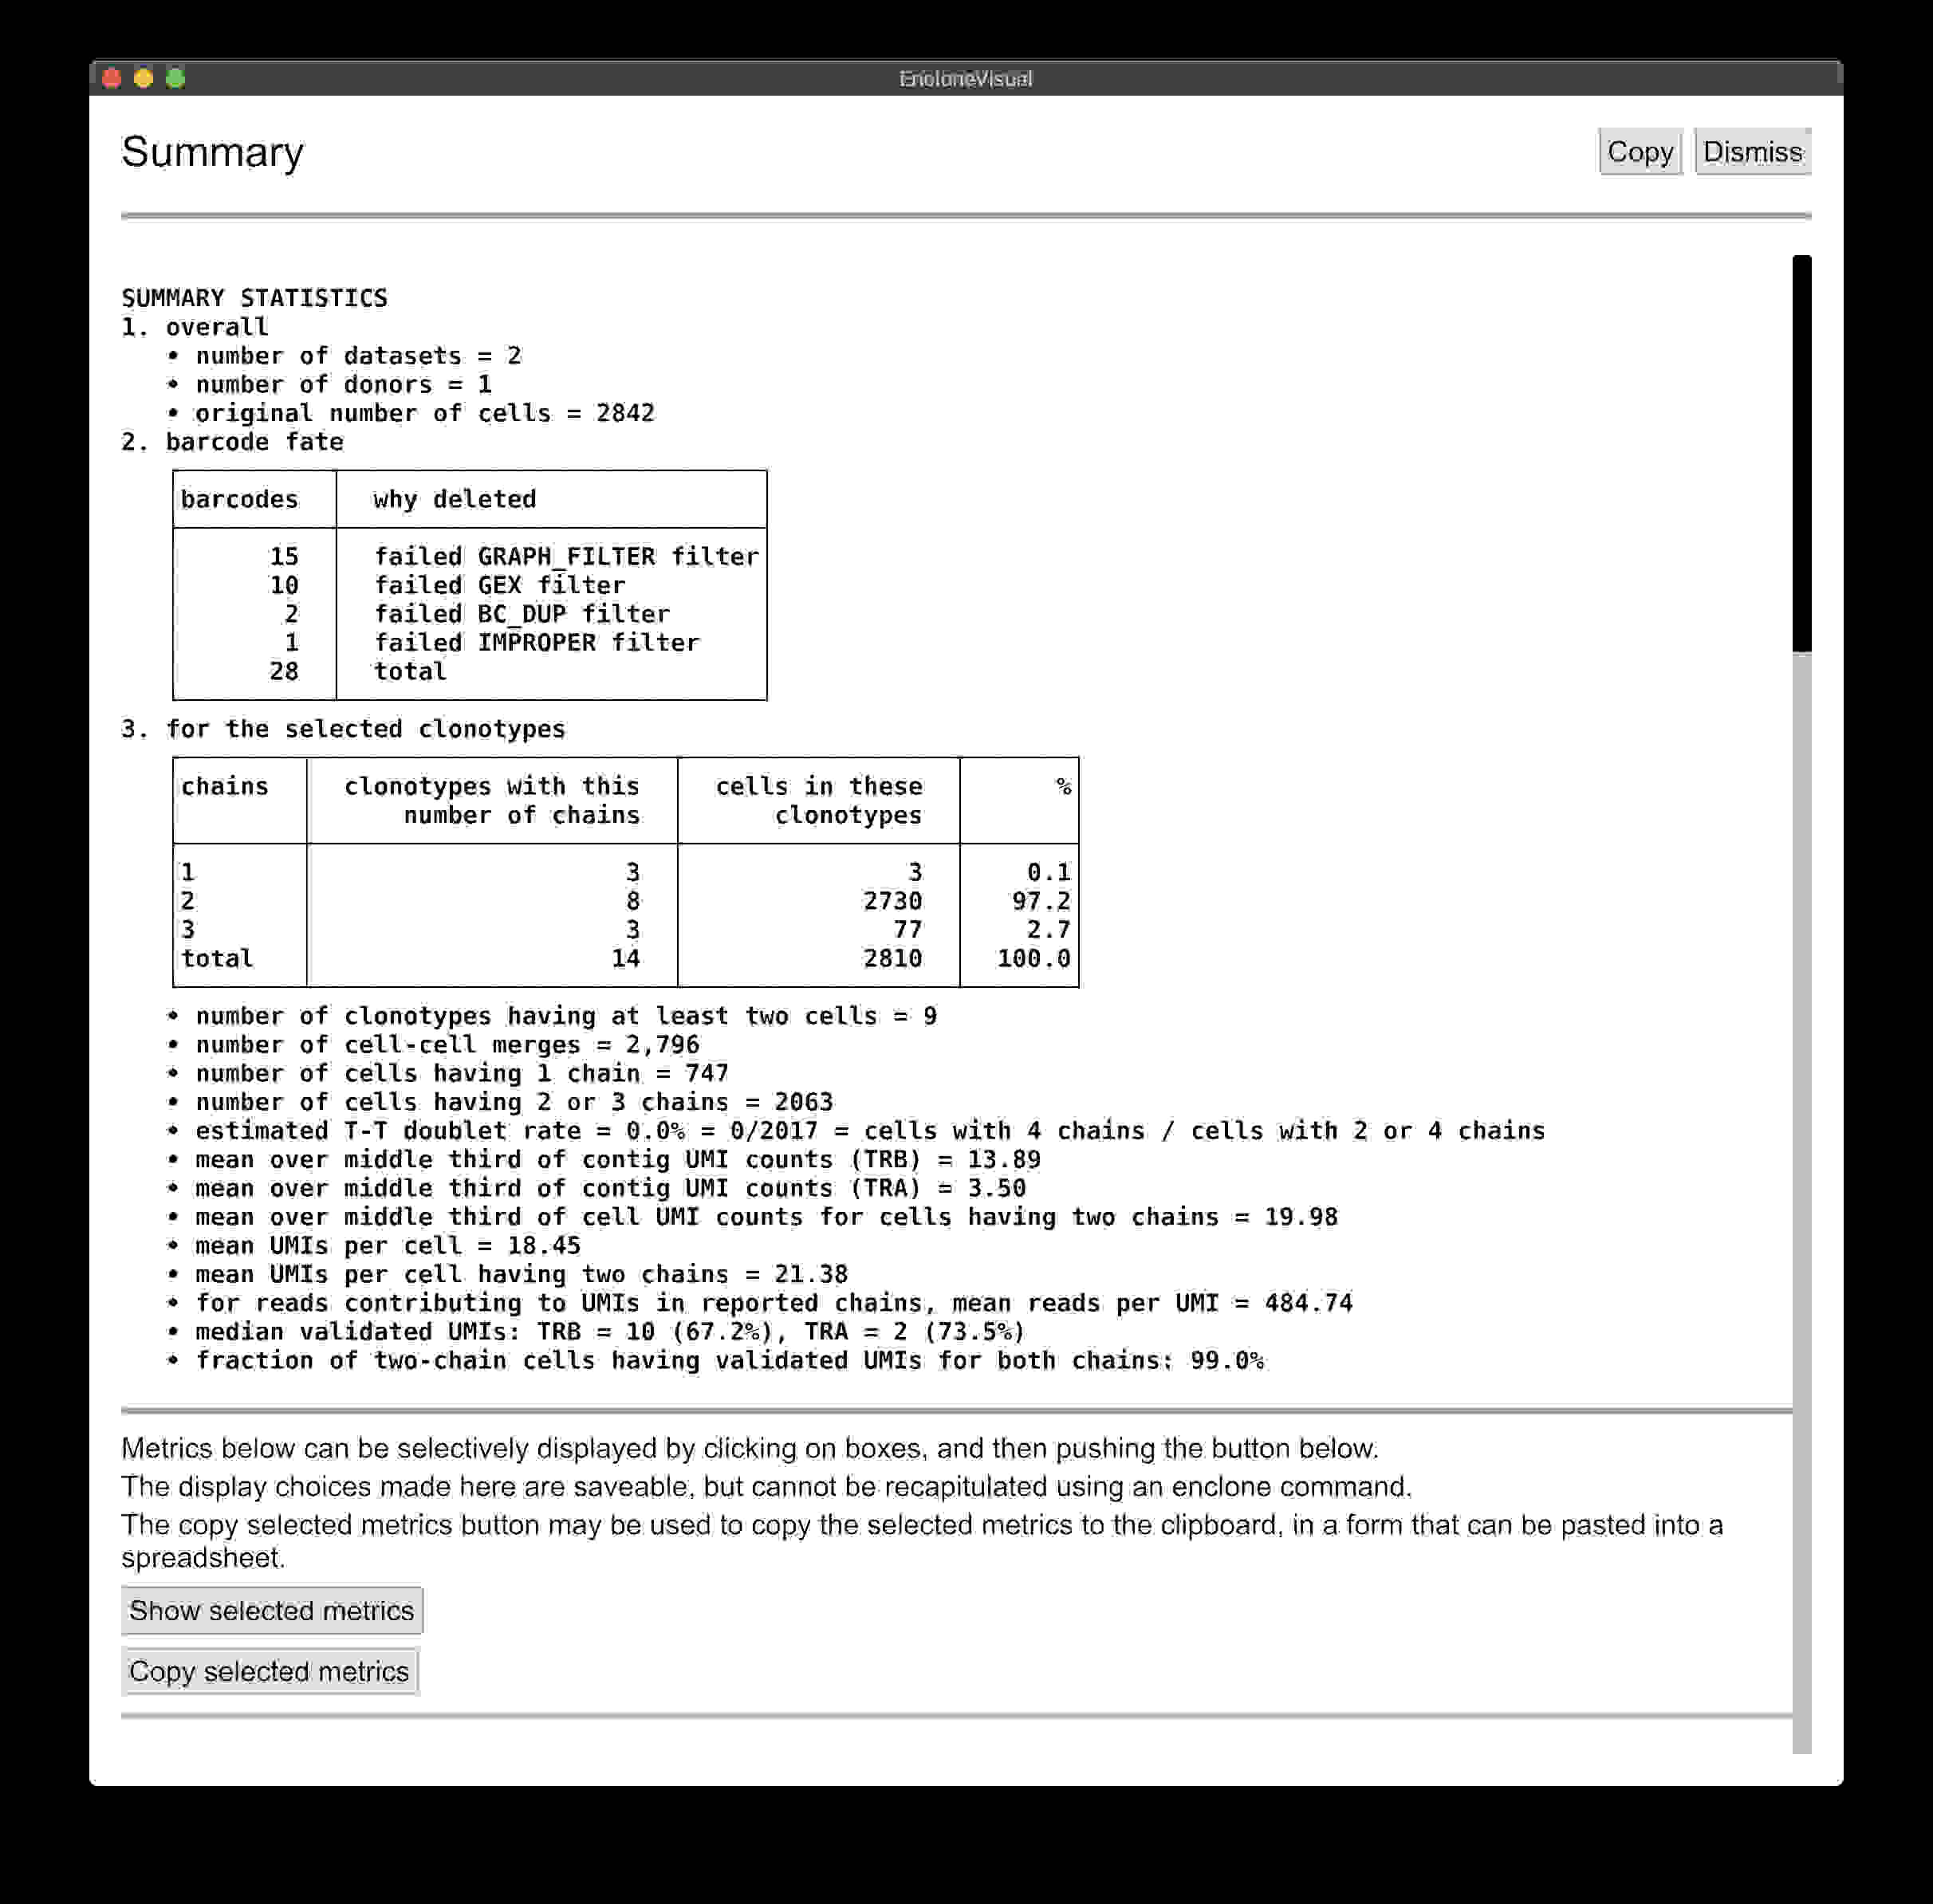 EncloneVisual
Summary
Copy
Dismiss
SUMMARY STATISTICS
1. overall
• number of datasets = 2
• number of donors = 1
• original number of cells = 2842
2. barcode fate
barcodes why deleted
15 failed GRAPH_FILTER filter
10 failed GEX filter
2 failed BC_DUP filter
1 failed IMPROPER filter
28 total
3. for the selected clonotypes
chains clonotypes with this cells in these %
number of chains clonotypes
1 3 3 0.1
2 8 2730 97.2
3 3 77 2.7
total 14 2810 100.0
• number of clonotypes having at least two cells = 9
• number of cell-cell merges = 2,796
• number of cells having 1 chain = 747
• number of cells having 2 or 3 chains = 2063
• estimated T-T doublet rate = 0.0% = 0/2017 = cells with 4 chains / cells with 2 or 4 chains
• mean over middle third of contig UMI counts (TRB) = 13.89
• mean over middle third of contig UMI counts (TRA) = 3.50
• mean over middle third of cell UMI counts for cells having two chains = 19.98
• mean UMIs per cell = 18.45
• mean UMIs per cell having two chains = 21.38
• for reads contributing to UMIs in reported chains, mean reads per UMI = 484.74
• median validated UMIs: TRB = 10 (67.2%), TRA = 2 (73.5%)
• fraction of two-chain cells having validated UMIs for both chains: 99.0%
Metrics below can be selectively displayed by clicking on boxes, and then pushing the button below.
The display choices made here are saveable, but cannot be recapitulated using an enclone command.
The copy selected metrics button may be used to copy the selected metrics to the clipboard, in a form that can be pasted into a
spreadsheet.
Show selected metrics
Copy selected metrics